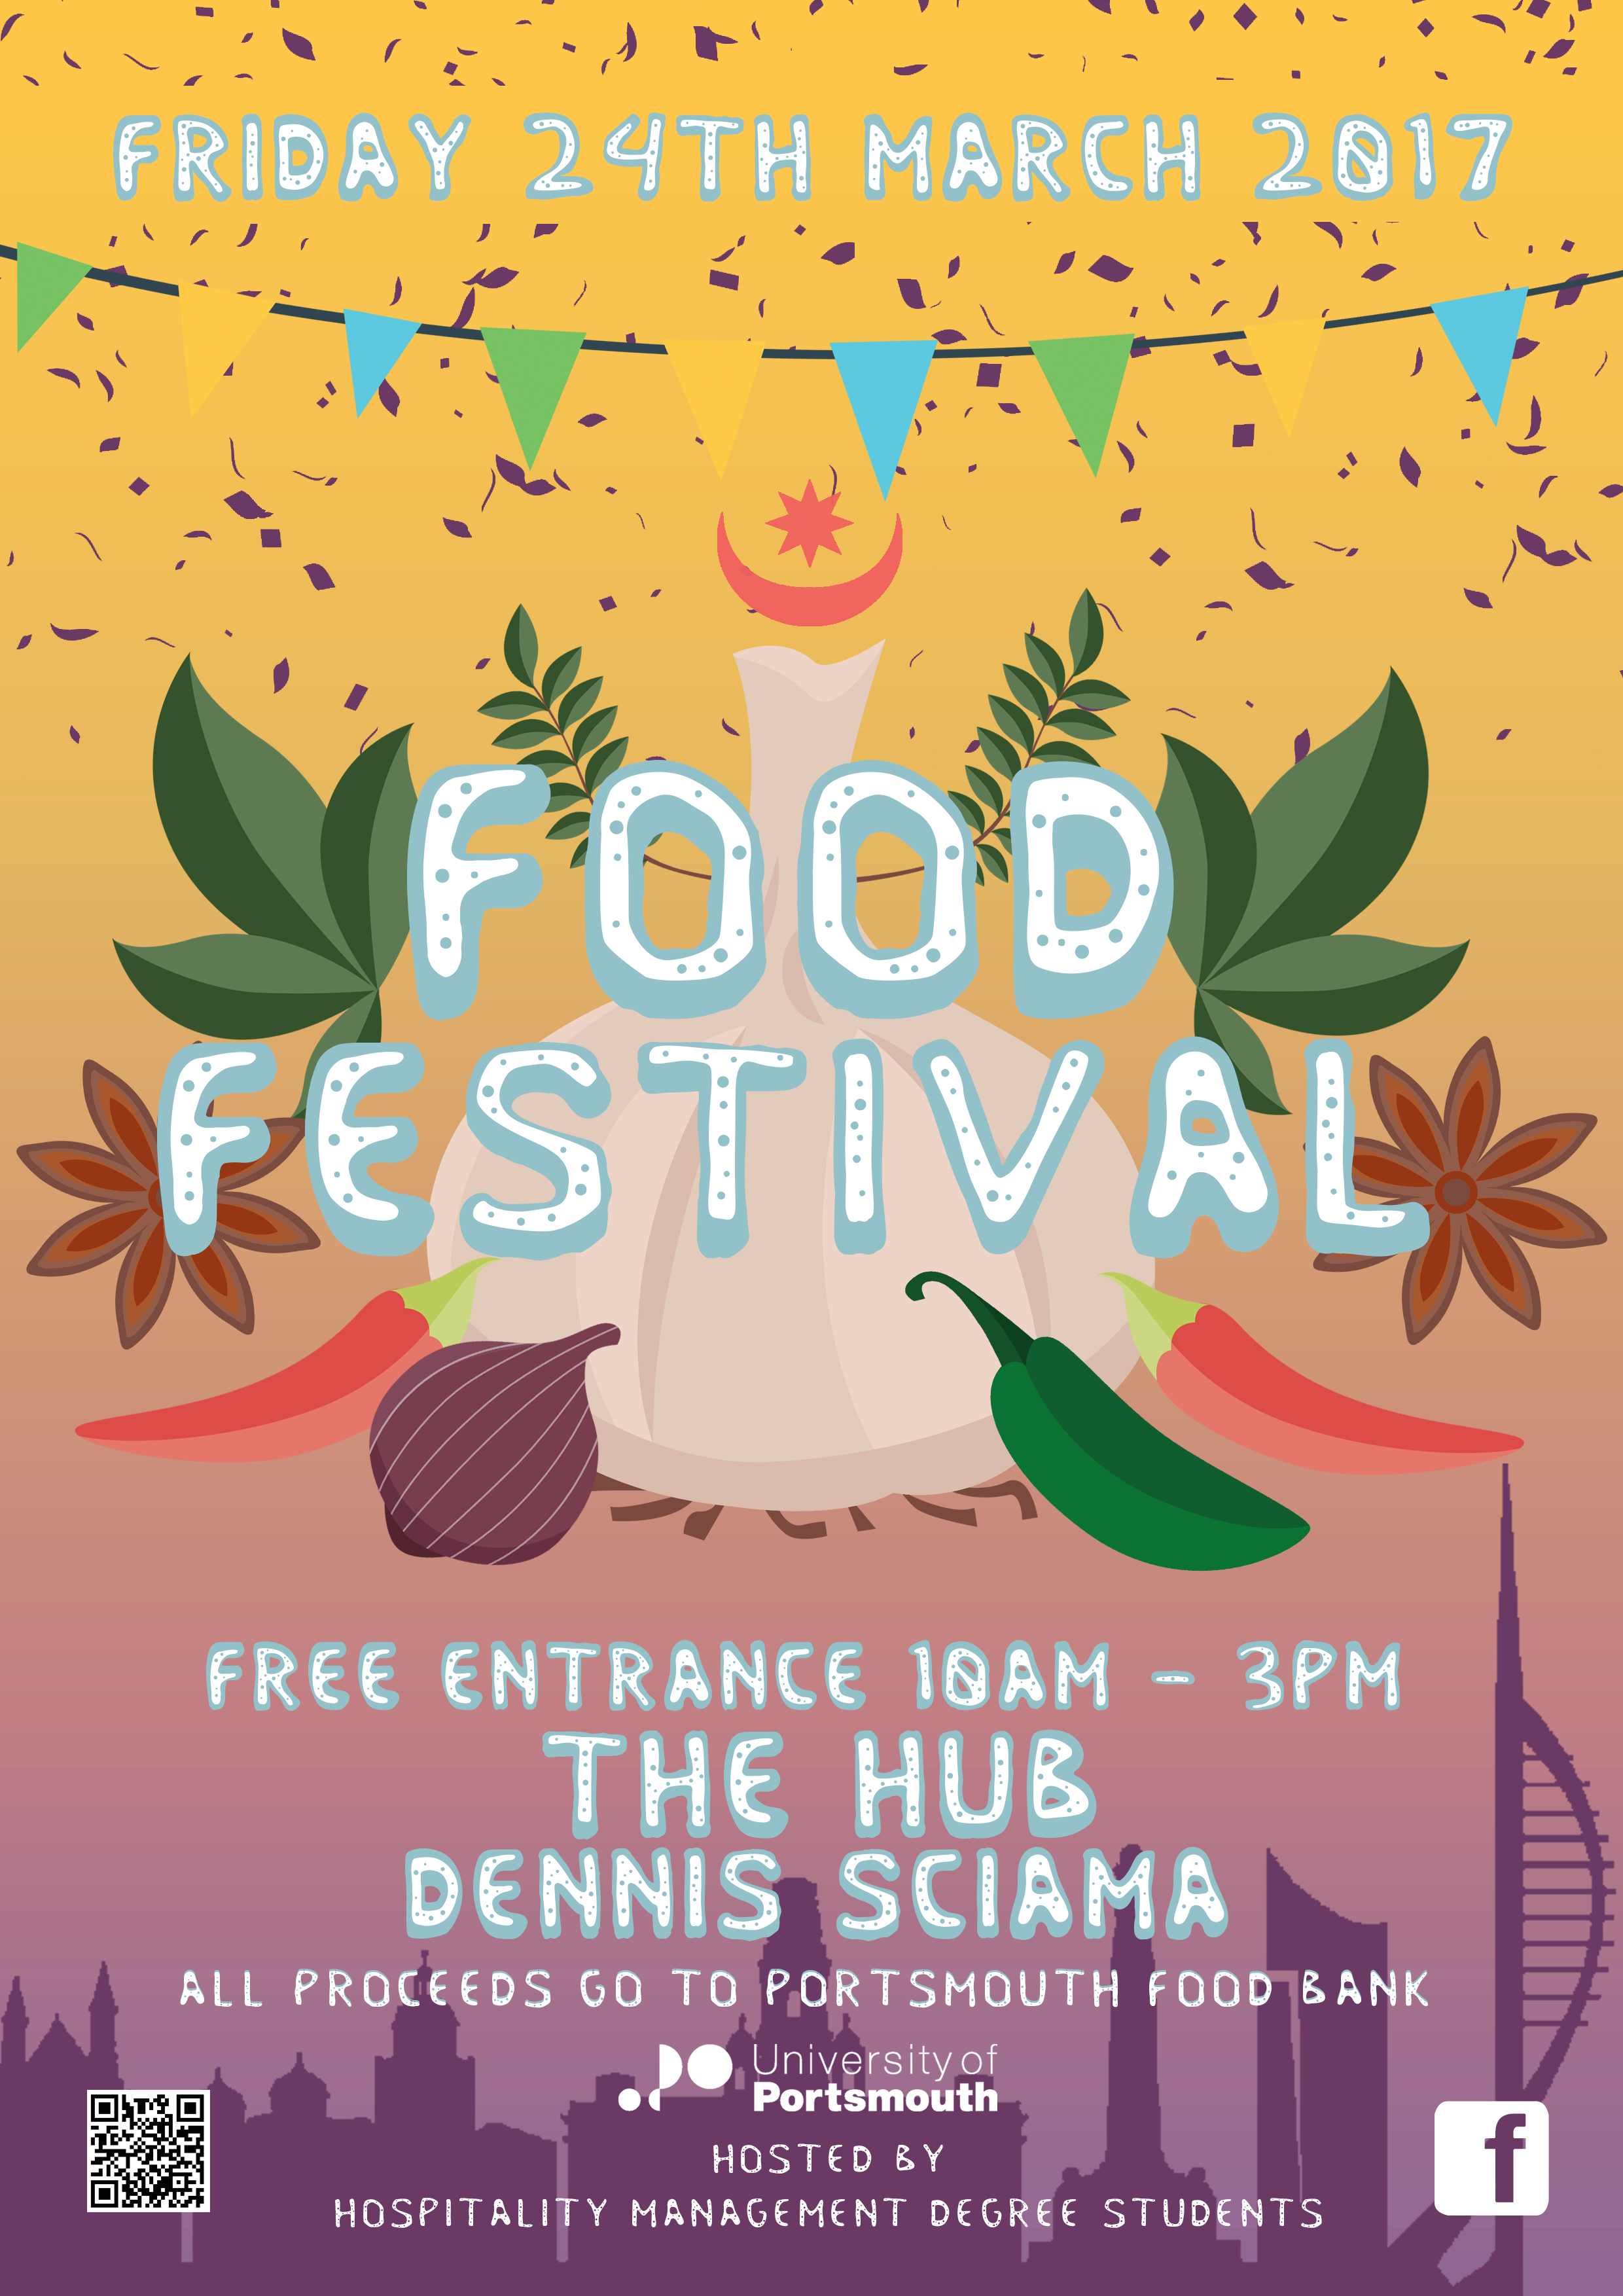 FRIDAY 24TH MARCH 2017
FOOD
FESTIVAL
FREE ENTRANCE 10AM - 3PM
THE HUB
DENNIS SCIAMA
ALL PROCEEDS GO TO PORTSMOUTH FOOD BANK
University of
Portsmouth
HOSTED BY
HOSPITALITY MANAGEMENT DEGREE STUDENTS
f